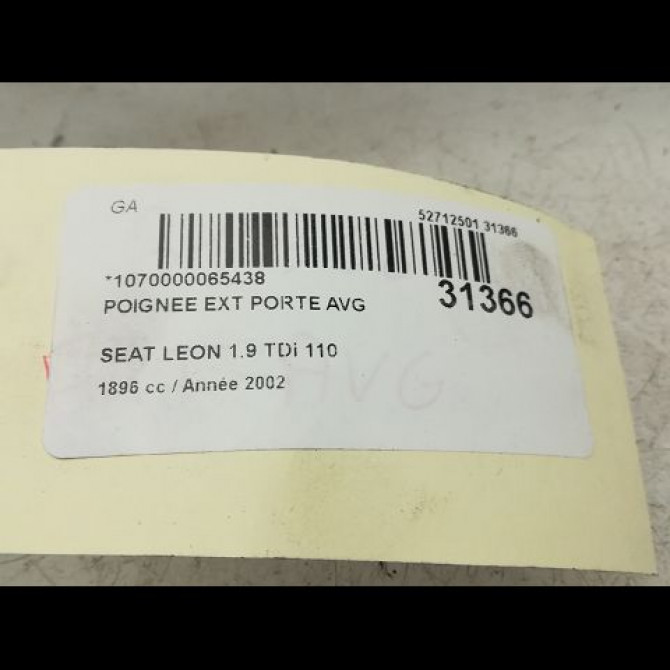 GA
52712501 31366
*1070000065438
31366
POIGNEE EXT PORTE AVG
SEAT LEON 1.9 TDi 110
1896 cc / Année 2002
AVG